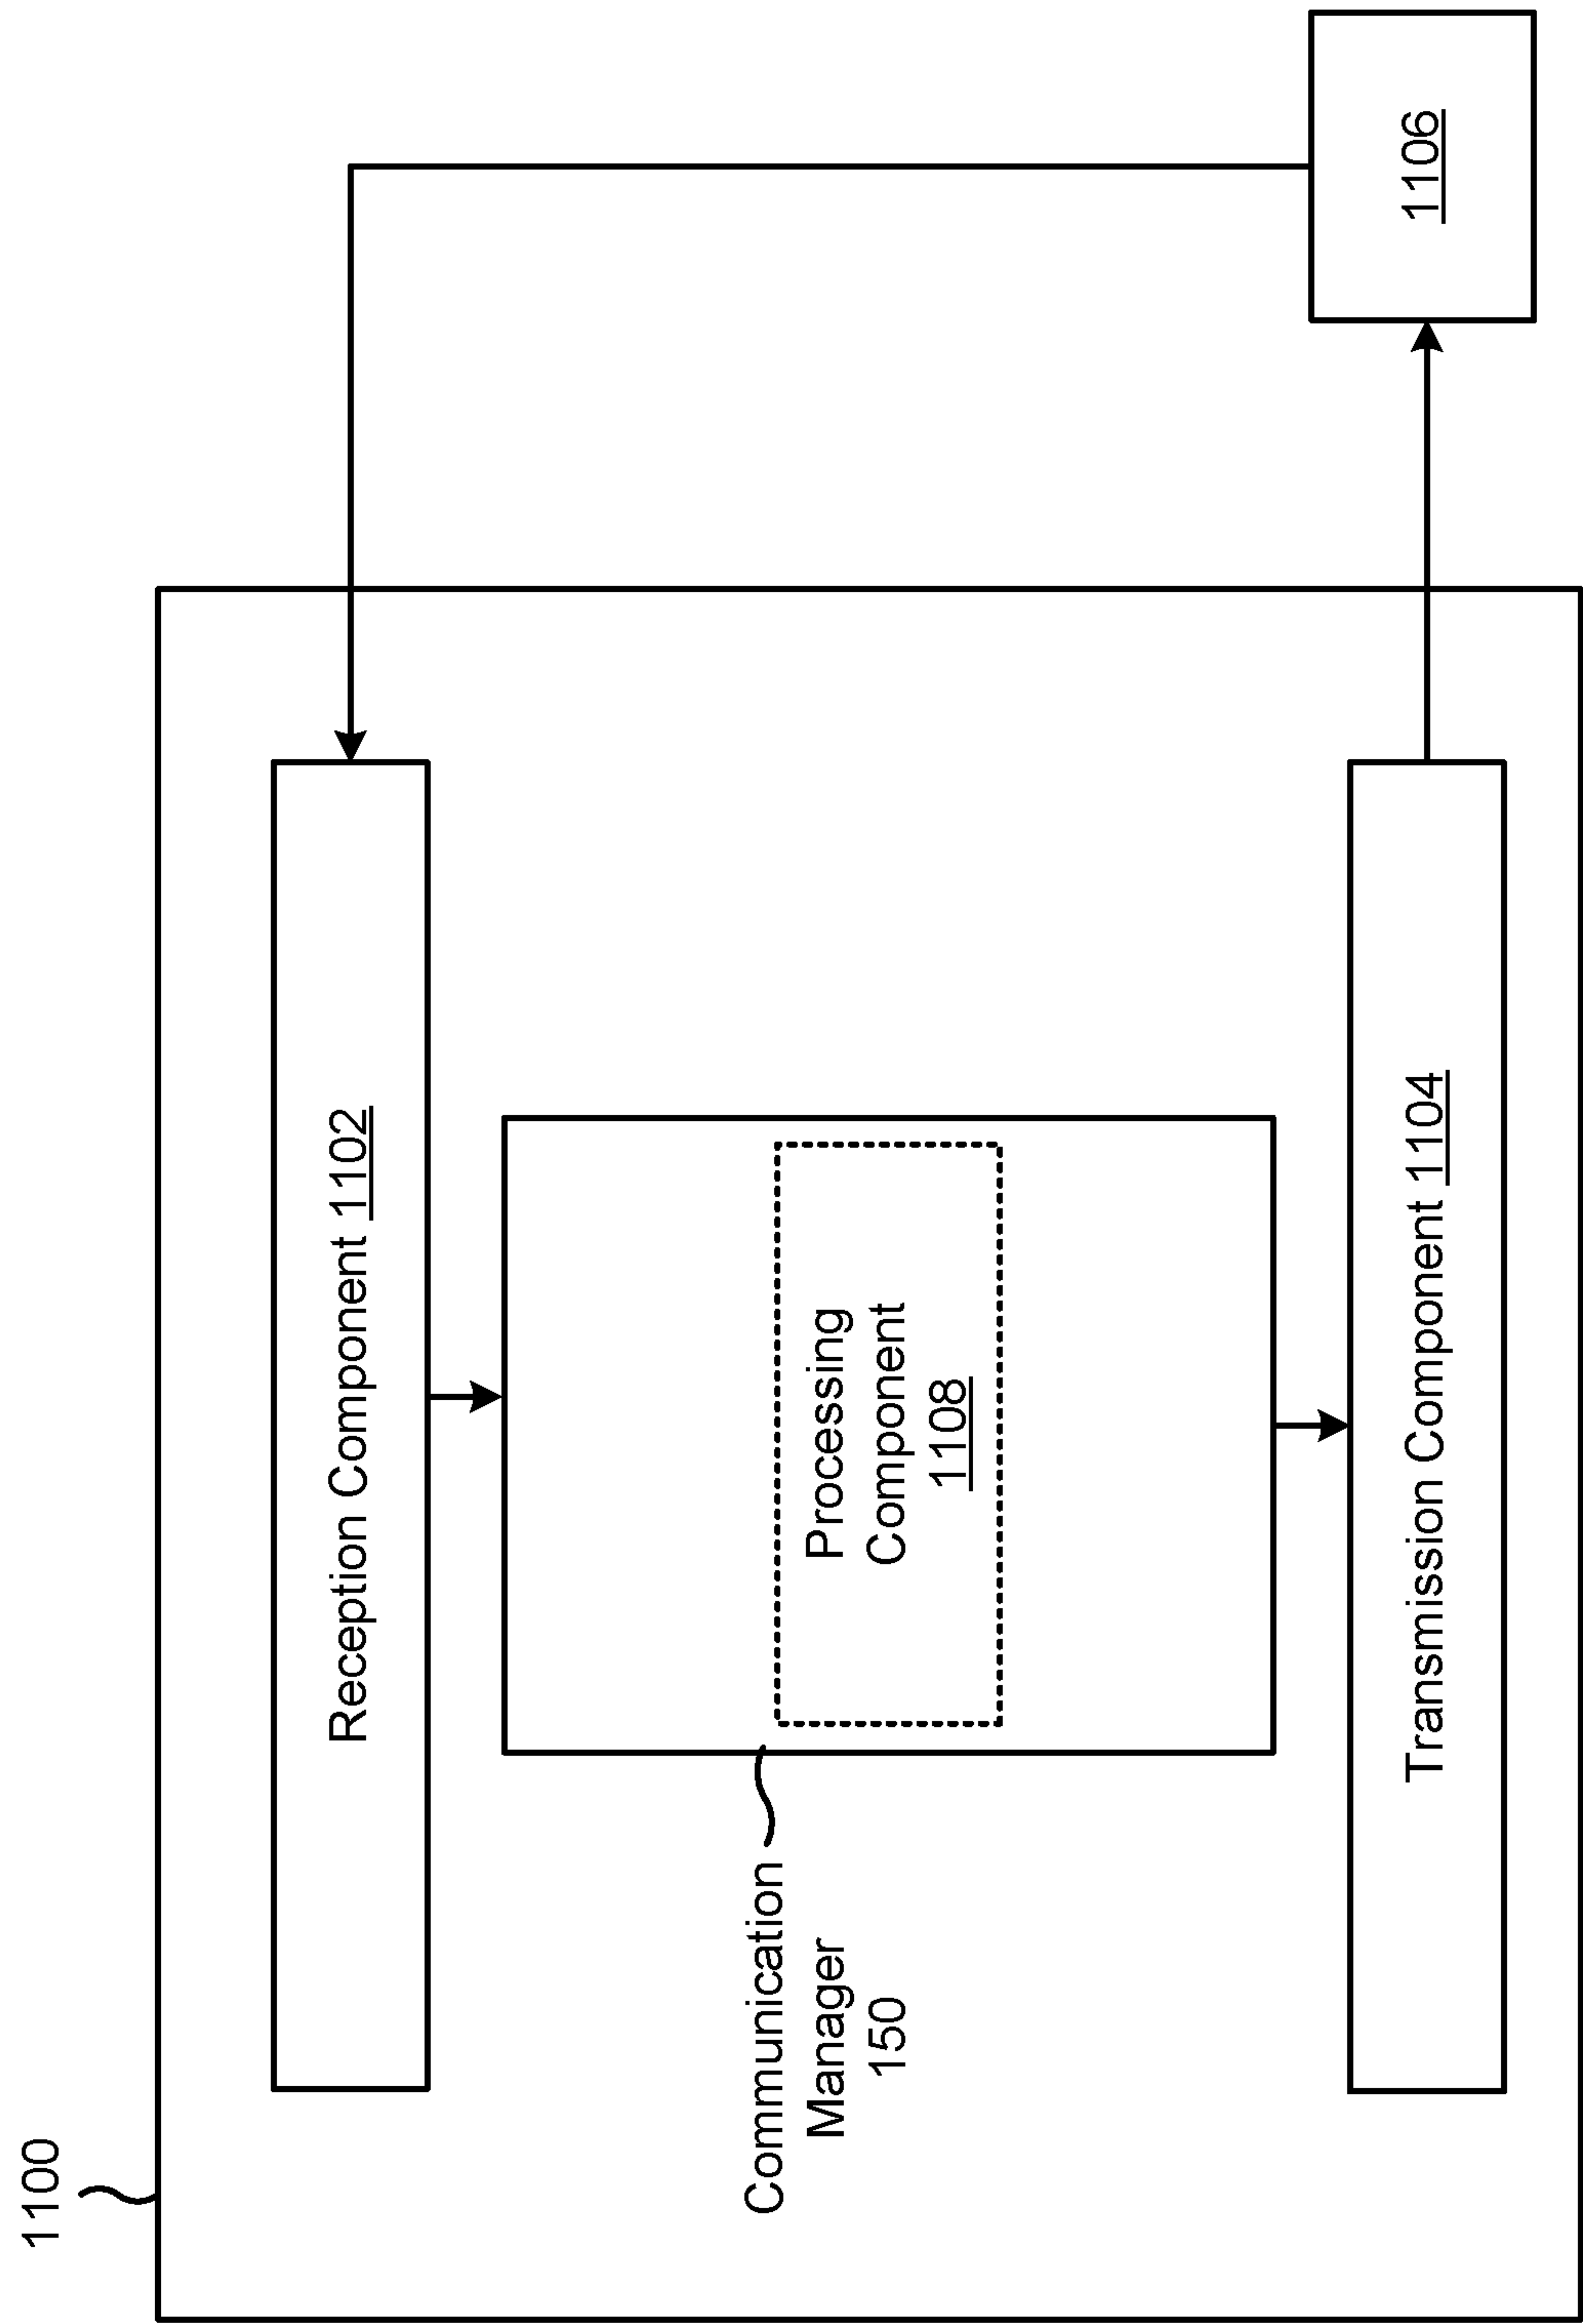 1100
Reception Component 1102
Communication
Manager
150
Processing
Component
1108
Transmission Component 1104
1106